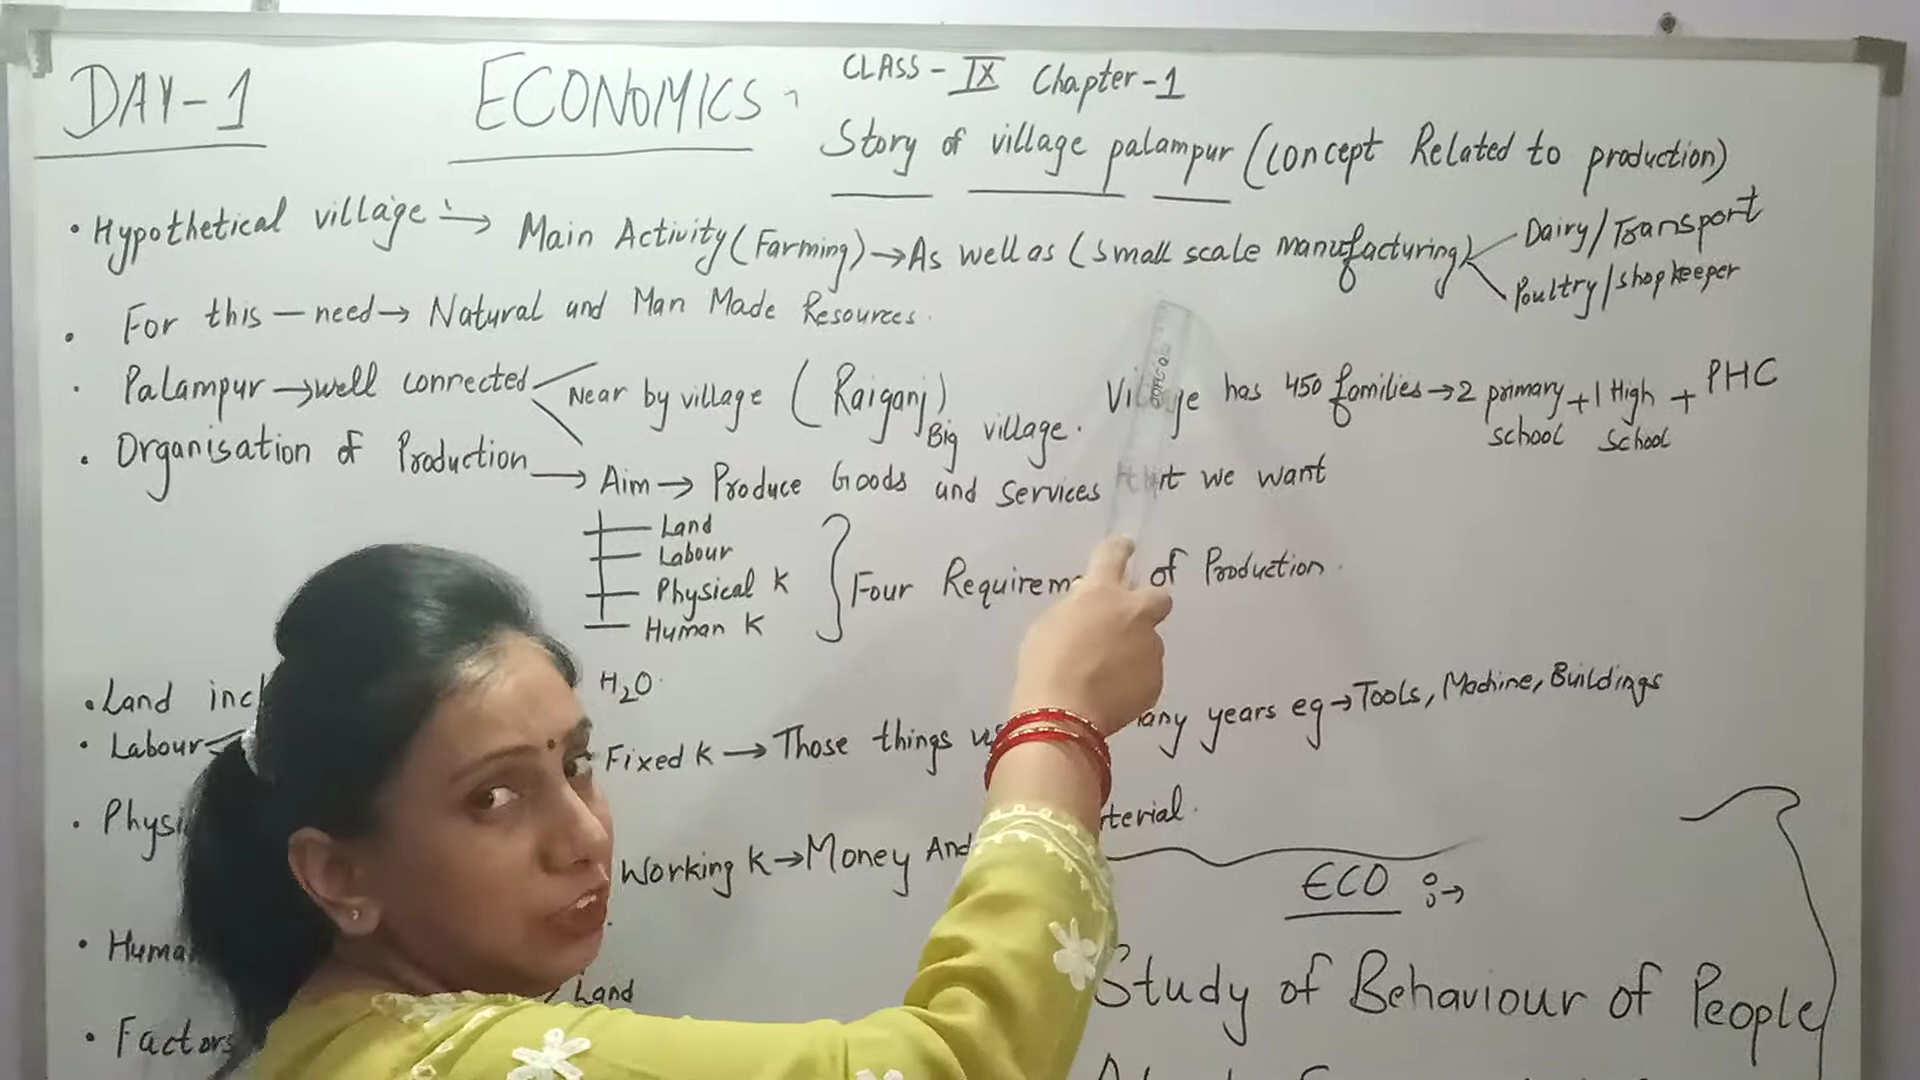 DAY-1
ECONOMICS
CLASS - IX Chapter-1
Story of village palampur (concept Related to production)
• Hypothetical village :→ Main Activity (Farming) → As well as (small scale manufacturing) Dairy/Transport
Poultry/shopkeeper
• For this — need → Natural and Man Made Resources.
• Palampur → well connected Near by village (Raiganj) Big village. Village has 450 families → 2 primary school + 1 High school + PHC
• Organisation of Production → Aim → Produce Goods and Services that we want
Land
Labour
Physical K
Human K
Four of Production.
• Land H2O.
• Labour
Fixed K → Those things years eg → Tools, Machine, Buildings
•
Working K → Money And
ECO :→
•
Land
Study of Behaviour of People
• Factors